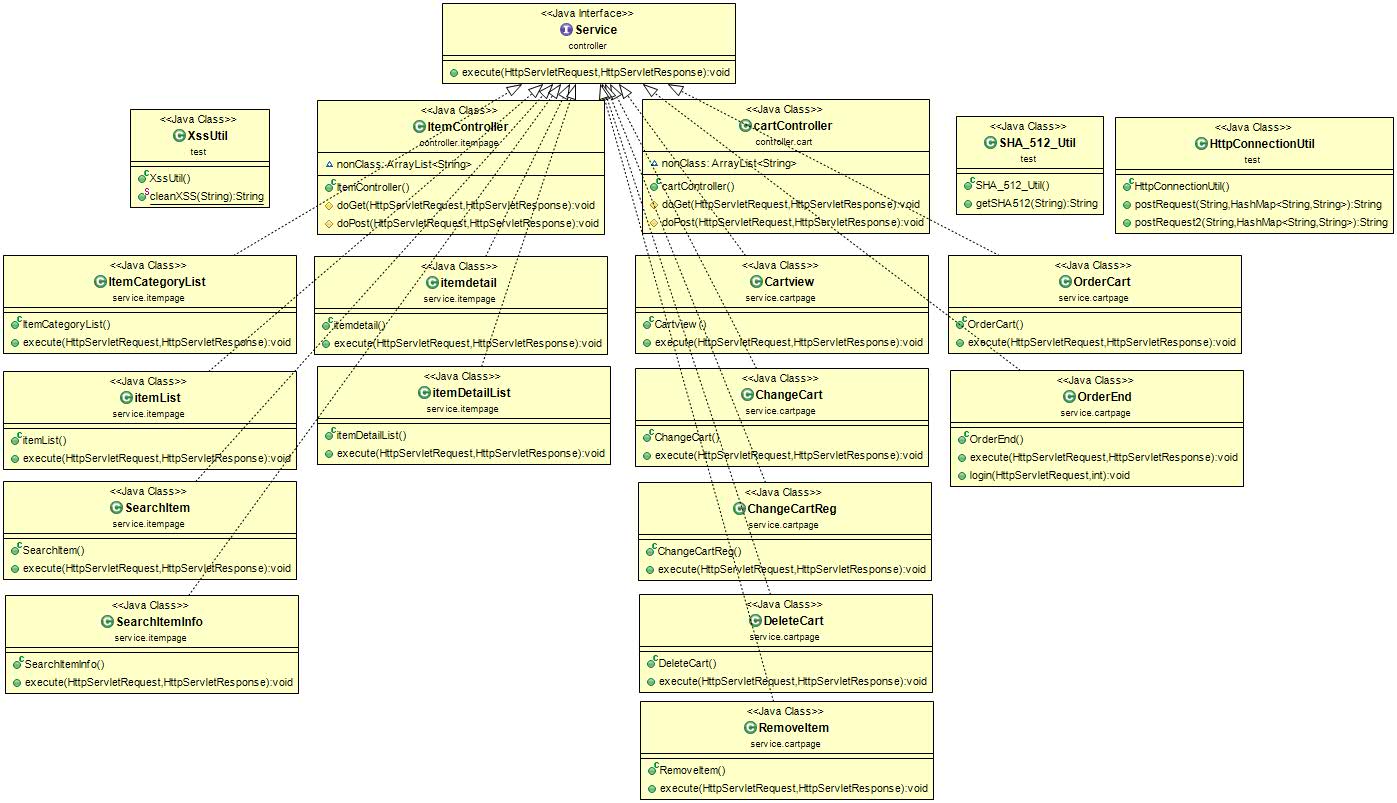 <<Java Interface>>
Service
controller
execute(HttpServletRequest,HttpServletResponse):void
<<Java Class>>
XssUtil
test
XssUtil()
cleanXSS(String):String
<<Java Class>>
ItemController
controller.itempage
nonClass: ArrayList<String>
ItemController()
doGet(HttpServletRequest,HttpServletResponse):void
doPost(HttpServletRequest,HttpServletResponse):void
<<Java Class>>
cartController
controller.cart
nonClass: ArrayList<String>
cartController()
doGet(HttpServletRequest,HttpServletResponse):void
doPost(HttpServletRequest,HttpServletResponse):void
<<Java Class>>
SHA_512_Util
test
SHA_512_Util()
getSHA512(String):String
<<Java Class>>
HttpConnectionUtil
test
HttpConnectionUtil()
postRequest(String,HashMap<String,String>):String
postRequest2(String,HashMap<String,String>):String
<<Java Class>>
ItemCategoryList
service.itempage
ItemCategoryList()
execute(HttpServletRequest,HttpServletResponse):void
<<Java Class>>
itemdetail
service.itempage
itemdetail()
execute(HttpServletRequest,HttpServletResponse):void
<<Java Class>>
Cartview
service.cartpage
Cartview()
execute(HttpServletRequest,HttpServletResponse):void
<<Java Class>>
OrderCart
service.cartpage
OrderCart()
execute(HttpServletRequest,HttpServletResponse):void
<<Java Class>>
itemList
service.itempage
itemList()
execute(HttpServletRequest,HttpServletResponse):void
<<Java Class>>
itemDetailList
service.itempage
itemDetailList()
execute(HttpServletRequest,HttpServletResponse):void
<<Java Class>>
ChangeCart
service.cartpage
ChangeCart()
execute(HttpServletRequest,HttpServletResponse):void
<<Java Class>>
OrderEnd
service.cartpage
OrderEnd()
execute(HttpServletRequest,HttpServletResponse):void
login(HttpServletRequest,int):void
<<Java Class>>
SearchItem
service.itempage
SearchItem()
execute(HttpServletRequest,HttpServletResponse):void
<<Java Class>>
ChangeCartReg
service.cartpage
ChangeCartReg()
execute(HttpServletRequest,HttpServletResponse):void
<<Java Class>>
SearchItemInfo
service.itempage
SearchItemInfo()
execute(HttpServletRequest,HttpServletResponse):void
<<Java Class>>
DeleteCart
service.cartpage
DeleteCart()
execute(HttpServletRequest,HttpServletResponse):void
<<Java Class>>
RemoveItem
service.cartpage
RemoveItem()
execute(HttpServletRequest,HttpServletResponse):void